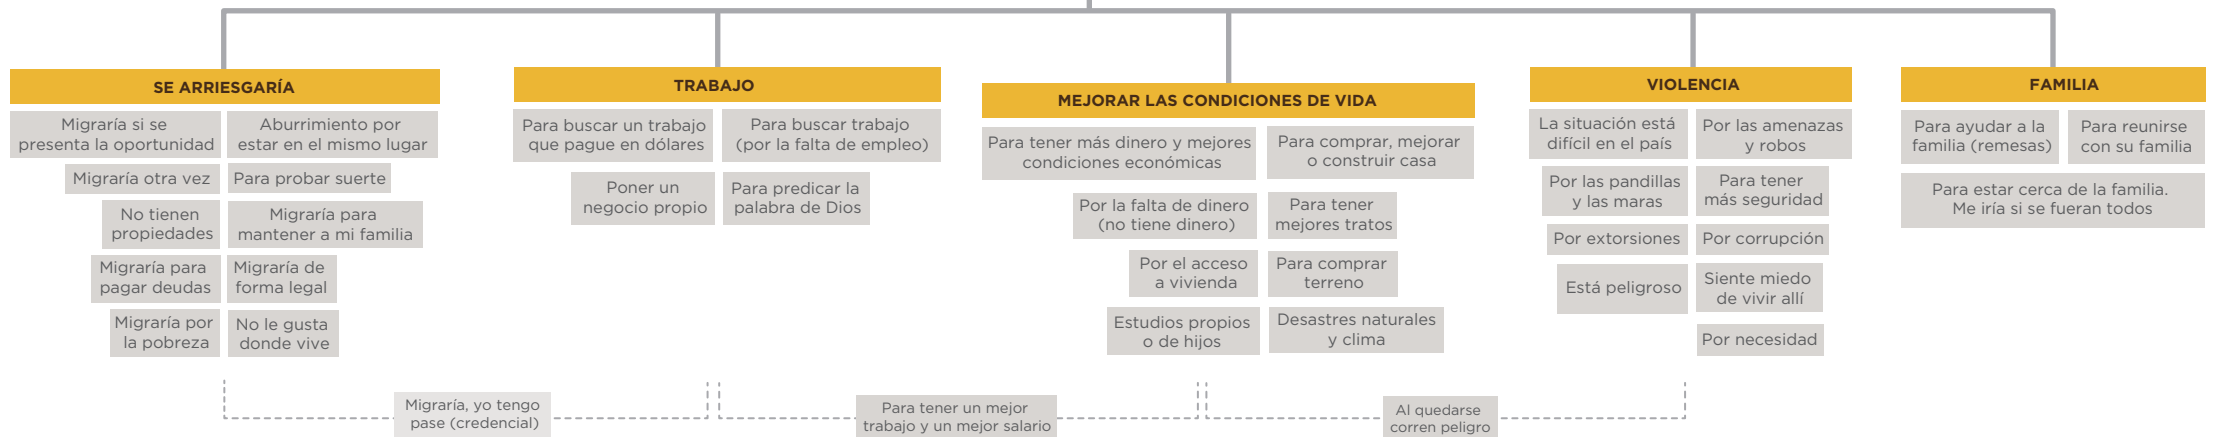 SE ARRIESGARÍA
Migraría si se
presenta la oportunidad
Aburrimiento por
estar en el mismo lugar
Migraría otra vez
Para probar suerte
No tienen
propiedades
Migraría para
mantener a mi familia
Migraría para
pagar deudas
Migraría de
forma legal
Migraría por
la pobreza
No le gusta
donde vive
TRABAJO
Para buscar un trabajo
que pague en dólares
Para buscar trabajo
(por la falta de empleo)
Poner un
negocio propio
Para predicar la
palabra de Dios
MEJORAR LAS CONDICIONES DE VIDA
Para tener más dinero y mejores
condiciones económicas
Para comprar, mejorar
o construir casa
Por la falta de dinero
(no tiene dinero)
Para tener
mejores tratos
Por el acceso
a vivienda
Para comprar
terreno
Estudios propios
o de hijos
Desastres naturales
y clima
VIOLENCIA
La situación está
difícil en el país
Por las amenazas
y robos
Por las pandillas
y las maras
Para tener
más seguridad
Por extorsiones
Por corrupción
Está peligroso
Siente miedo
de vivir allí
Por necesidad
FAMILIA
Para ayudar a la
familia (remesas)
Para reunirse
con su familia
Para estar cerca de la familia.
Me iría si se fueran todos
Migraría, yo tengo
pase (credencial)
Para tener un mejor
trabajo y un mejor salario
Al quedarse
corren peligro